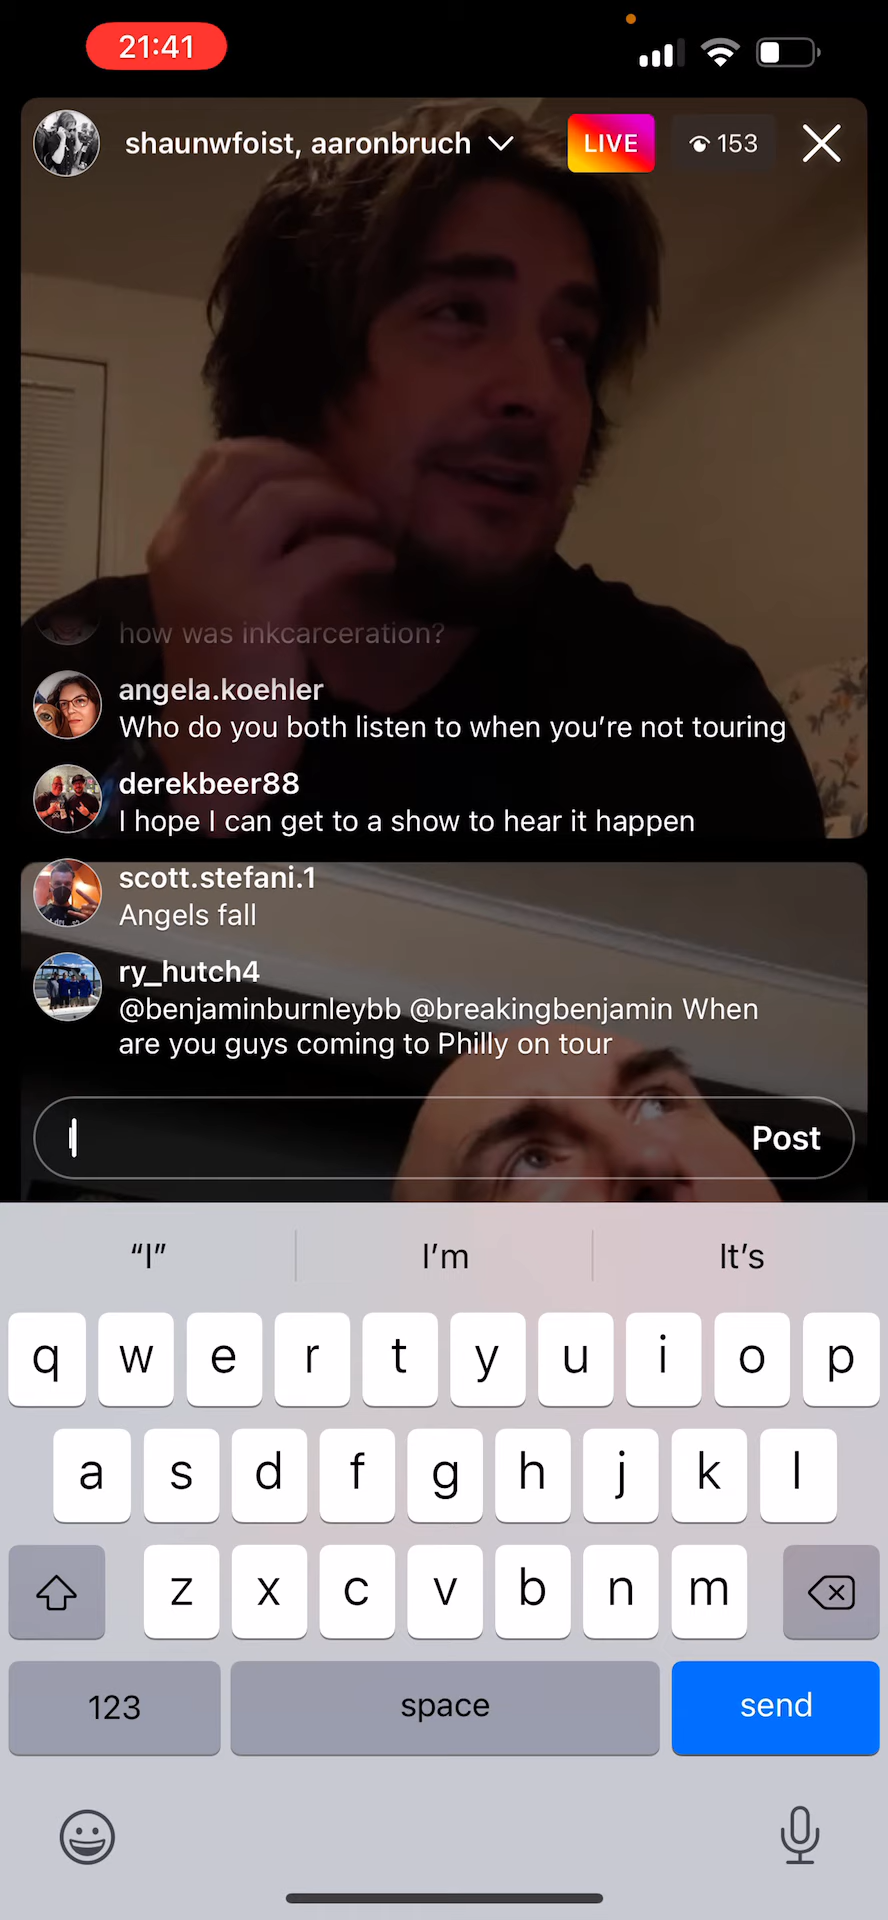 21:41
shaunwfoist, aaronbruch
LIVE
153
how was inkcarceration?
angela.koehler
Who do you both listen to when you’re not touring
derekbeer88
I hope I can get to a show to hear it happen
scott.stefani.1
Angels fall
ry_hutch4
@benjaminburnleybb @breakingbenjamin When
are you guys coming to Philly on tour
Post
“I” I’m It’s
q w e r t y u i o p
a s d f g h j k l
z x c v b n m
123 space send